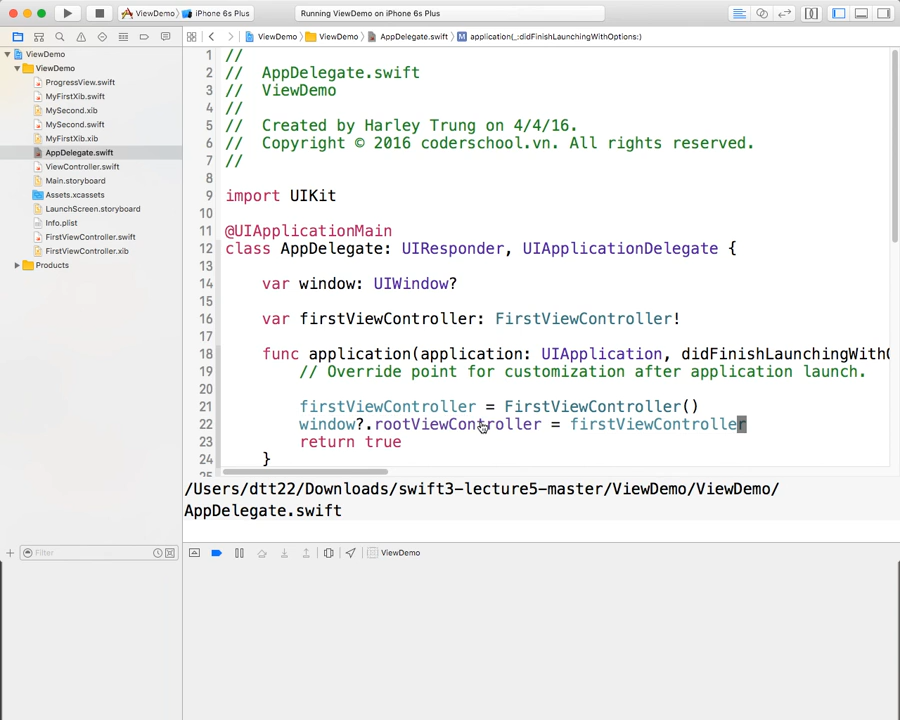 ViewDemo iPhone 6s Plus Running ViewDemo on iPhone 6s Plus
ViewDemo ViewDemo AppDelegate.swift M application(_:didFinishLaunchingWithOptions:)
ViewDemo
ViewDemo
ProgressView.swift
MyFirstXib.swift
MySecond.xib
MySecond.swift
MyFirstXib.xib
AppDelegate.swift
ViewController.swift
Main.storyboard
Assets.xcassets
LaunchScreen.storyboard
Info.plist
FirstViewController.swift
FirstViewController.xib
Products
Filter
1 //
2 // AppDelegate.swift
3 // ViewDemo
4 //
5 // Created by Harley Trung on 4/4/16.
6 // Copyright © 2016 coderschool.vn. All rights reserved.
7 //
8
9 import UIKit
10
11 @UIApplicationMain
12 class AppDelegate: UIResponder, UIApplicationDelegate {
13
14 var window: UIWindow?
15
16 var firstViewController: FirstViewController!
17
18 func application(application: UIApplication, didFinishLaunchingWithO
19 // Override point for customization after application launch.
20
21 firstViewController = FirstViewController()
22 window?.rootViewController = firstViewController
23 return true
24 }
25
/Users/dtt22/Downloads/swift3-lecture5-master/ViewDemo/ViewDemo/
AppDelegate.swift
ViewDemo